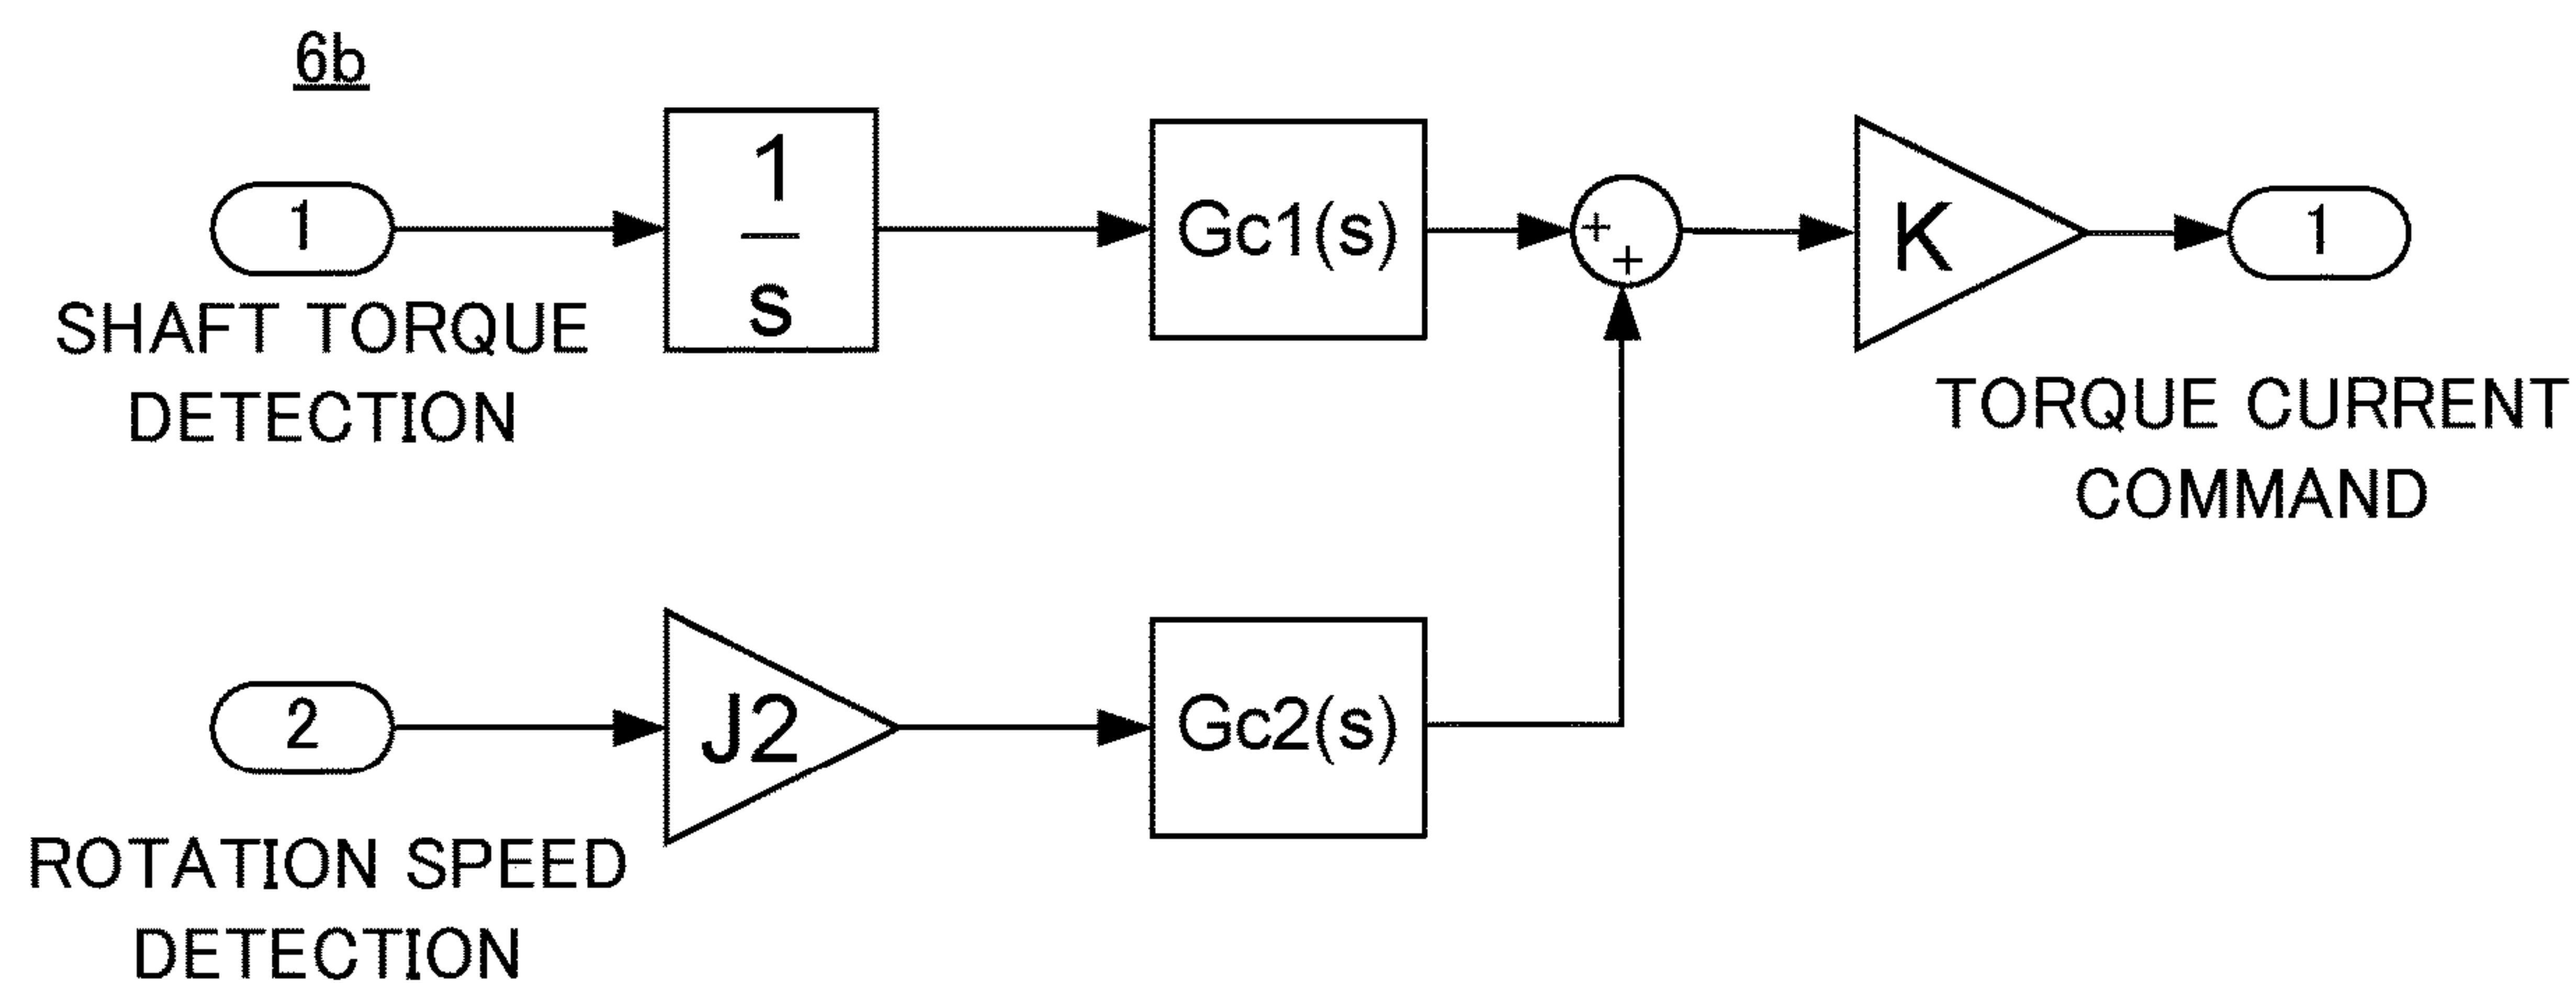 6b
1
SHAFT TORQUE
DETECTION
1
s
Gc1(s)
+
+
K
1
TORQUE CURRENT
COMMAND
2
ROTATION SPEED
DETECTION
J2
Gc2(s)